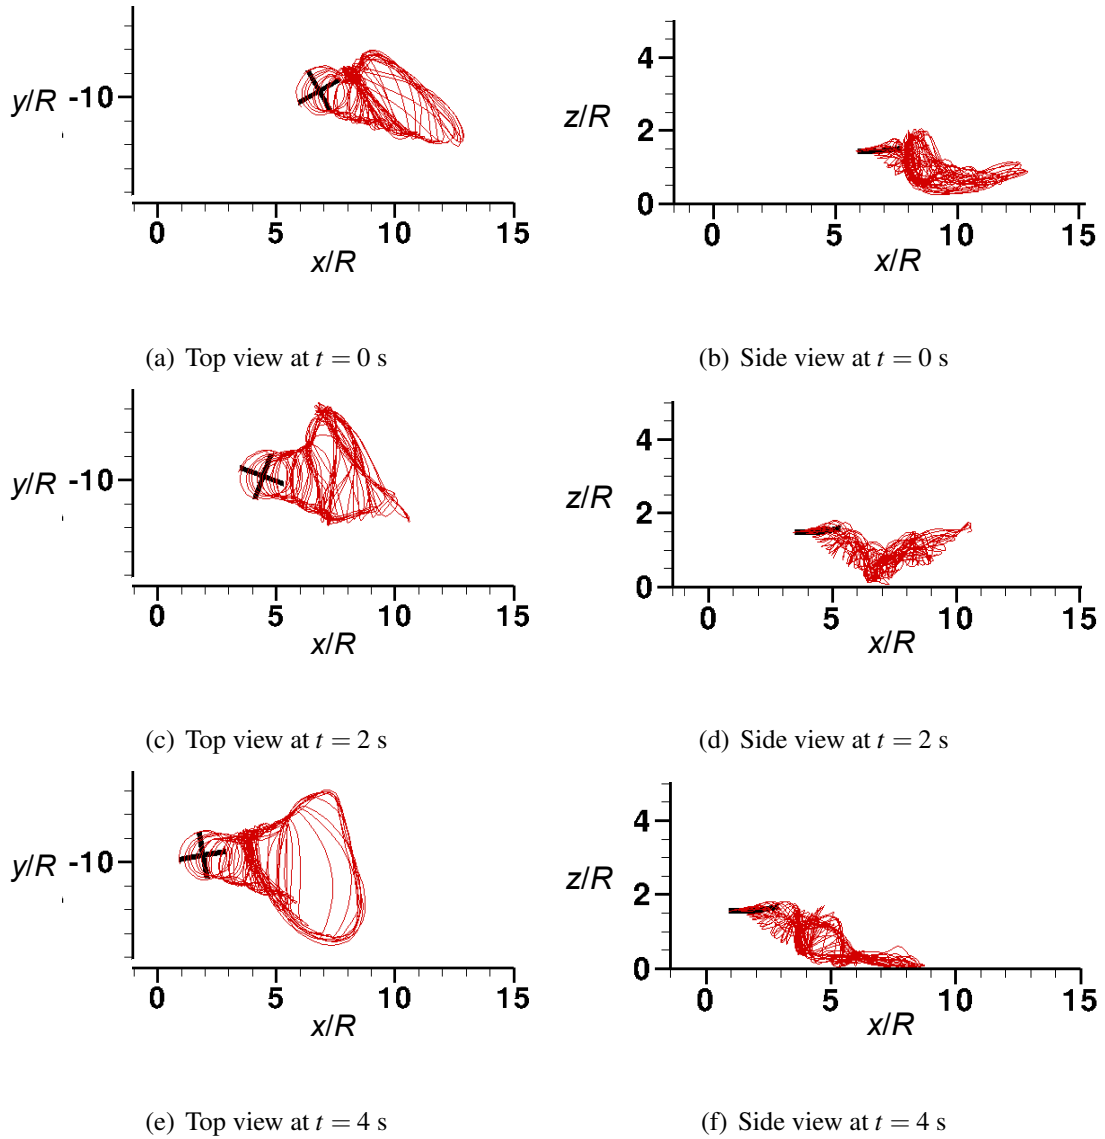 y/R -10
0 5 10 15
x/R
z/R 4 2 0
0 5 10 15
x/R
(a) Top view at t = 0 s
(b) Side view at t = 0 s
y/R -10
0 5 10 15
x/R
z/R 4 2 0
0 5 10 15
x/R
(c) Top view at t = 2 s
(d) Side view at t = 2 s
y/R -10
0 5 10 15
x/R
z/R 4 2 0
0 5 10 15
x/R
(e) Top view at t = 4 s
(f) Side view at t = 4 s